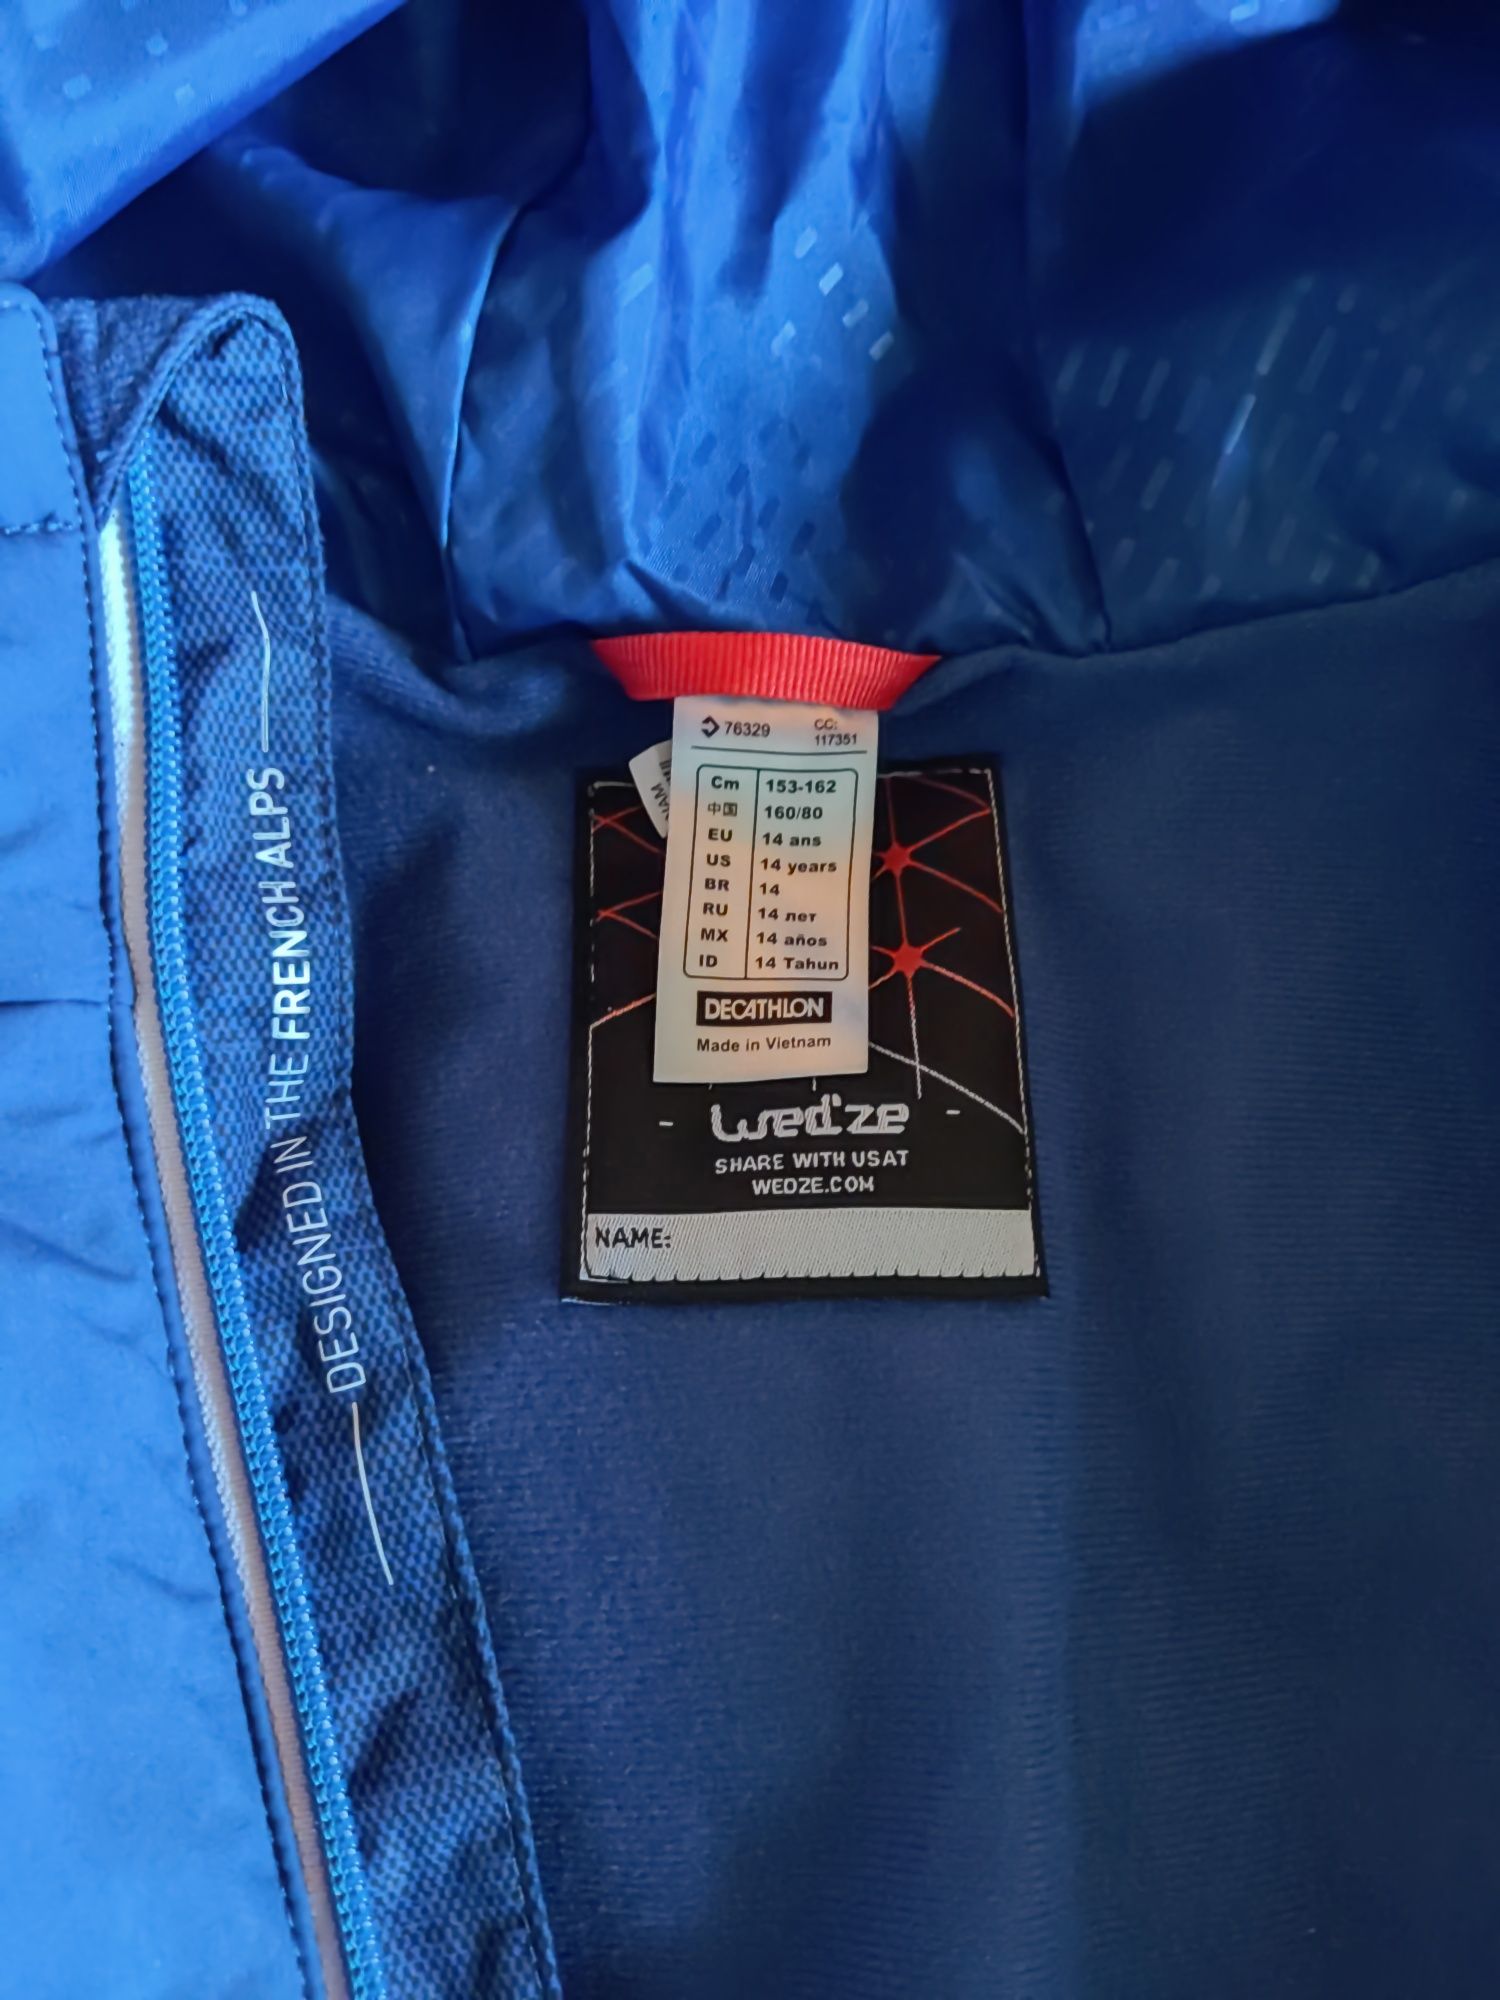 DESIGNED IN THE FRENCH ALPS
76329 CC: 117351
Cm 153-162
中国 160/80
EU 14 ans
US 14 years
BR 14
RU 14 лет
MX 14 años
ID 14 Tahun
DECATHLON
Made in Vietnam
- wed'ze -
SHARE WITH US AT
WEDZE.COM
NAME: